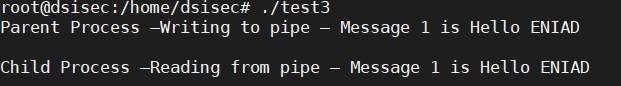 root@dsisec:/home/dsisec# ./test3
Parent Process –Writing to pipe – Message 1 is Hello ENIAD
Child Process –Reading from pipe – Message 1 is Hello ENIAD